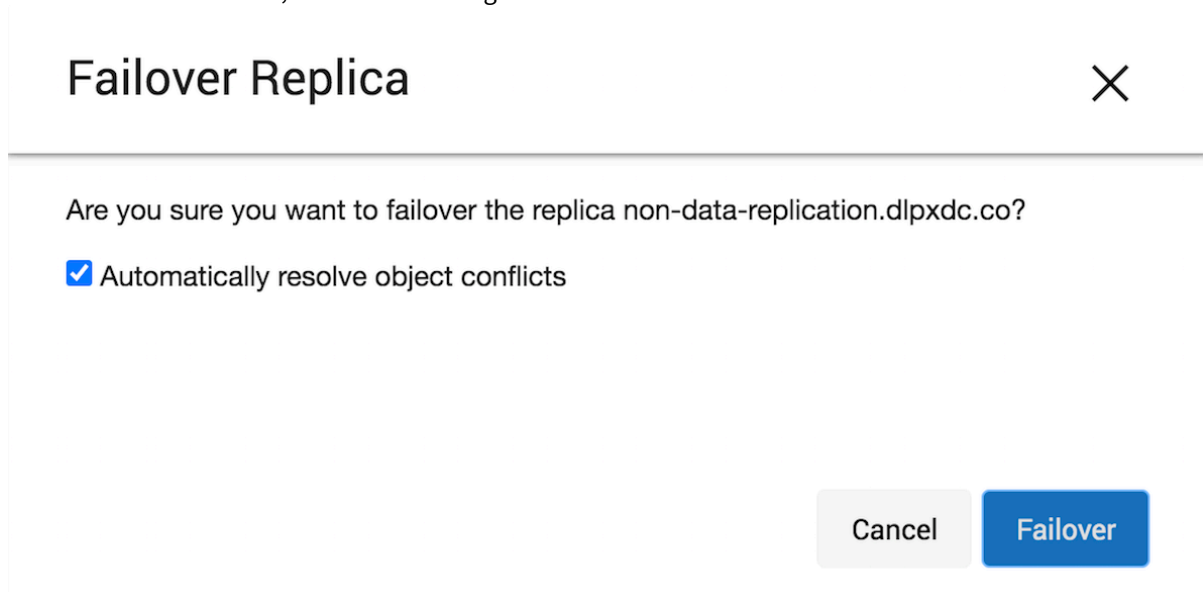 Failover Replica
Are you sure you want to failover the replica non-data-replication.dlpxdc.co?
Automatically resolve object conflicts
Cancel Failover